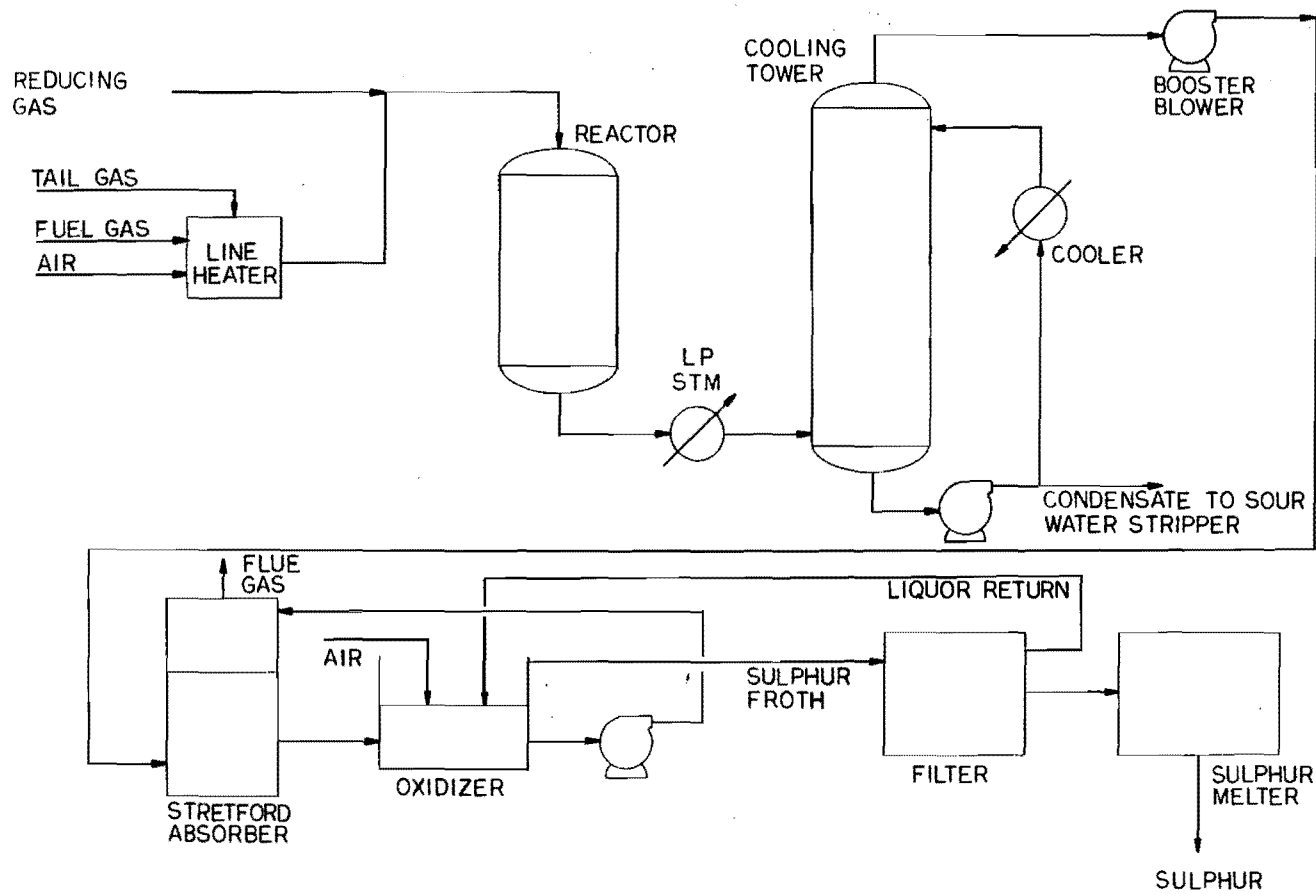 COOLING
TOWER
BOOSTER
BLOWER
REDUCING
GAS
REACTOR
TAIL GAS
FUEL GAS
AIR
LINE
HEATER
COOLER
LP
STM
CONDENSATE TO SOUR
WATER STRIPPER
FLUE
GAS
LIQUOR RETURN
AIR
SULPHUR
FROTH
OXIDIZER
FILTER
SULPHUR
MELTER
STRETFORD
ABSORBER
SULPHUR